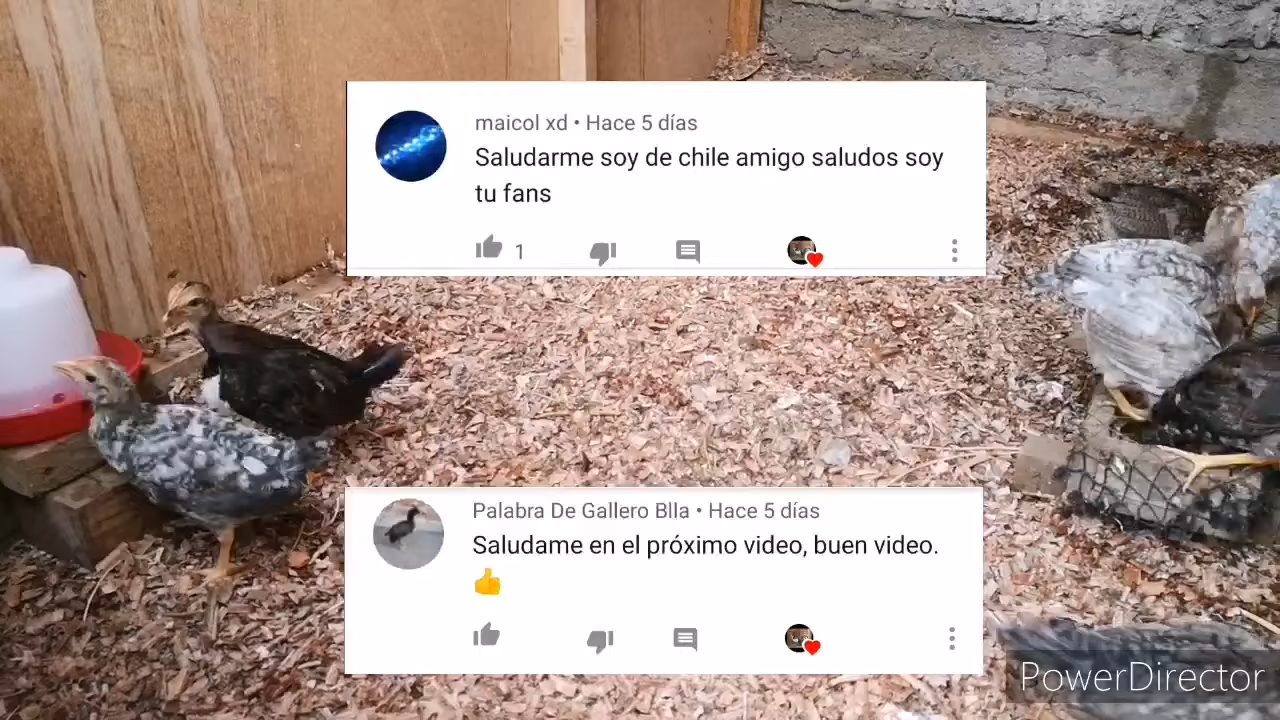 maicol xd • Hace 5 días
Saludarme soy de chile amigo saludos soy
tu fans
1
Palabra De Gallero Blla • Hace 5 días
Saludame en el próximo video, buen video.
👍
PowerDirector